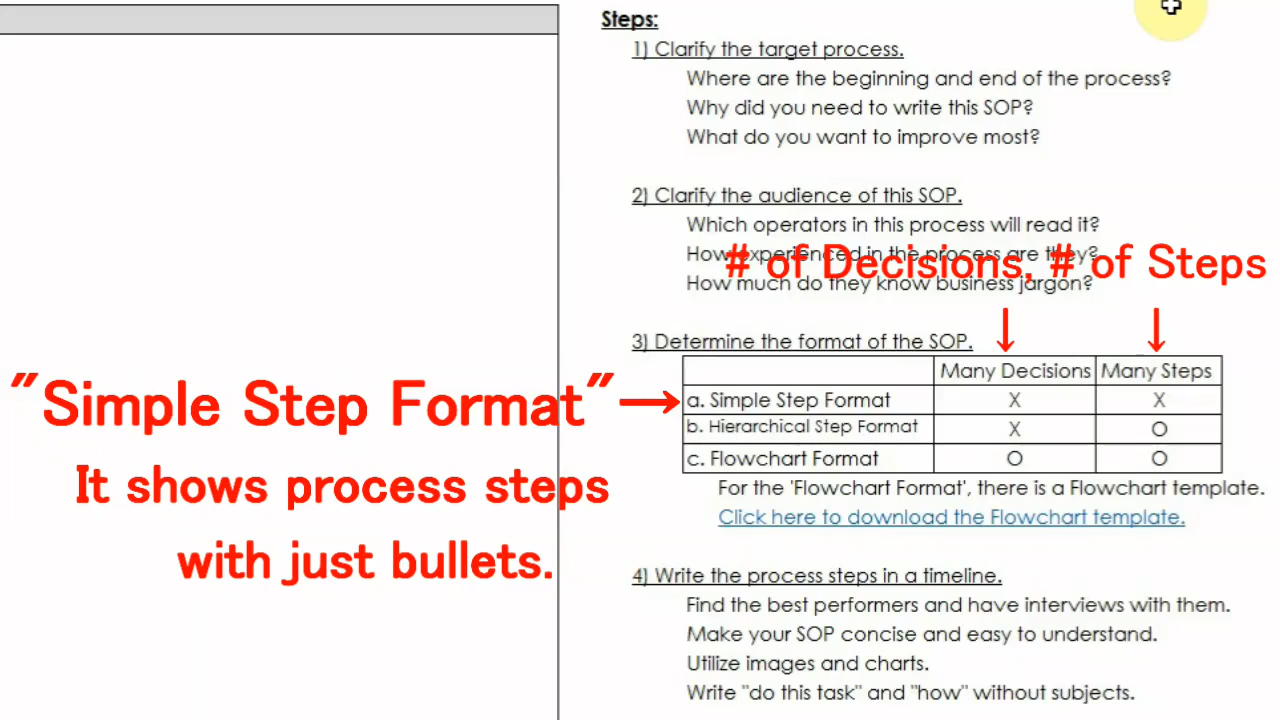 Steps:
1) Clarify the target process.
Where are the beginning and end of the process?
Why did you need to write this SOP?
What do you want to improve most?
2) Clarify the audience of this SOP.
Which operators in this process will read it?
How experienced in the process are they?
# of Decisions, # of Steps
How much do they know business jargon?
3) Determine the format of the SOP.
Many Decisions Many Steps
"Simple Step Format" → a. Simple Step Format X X
b. Hierarchical Step Format X O
c. Flowchart Format O O
It shows process steps
with just bullets.
For the 'Flowchart Format', there is a Flowchart template.
Click here to download the Flowchart template.
4) Write the process steps in a timeline.
Find the best performers and have interviews with them.
Make your SOP concise and easy to understand.
Utilize images and charts.
Write "do this task" and "how" without subjects.